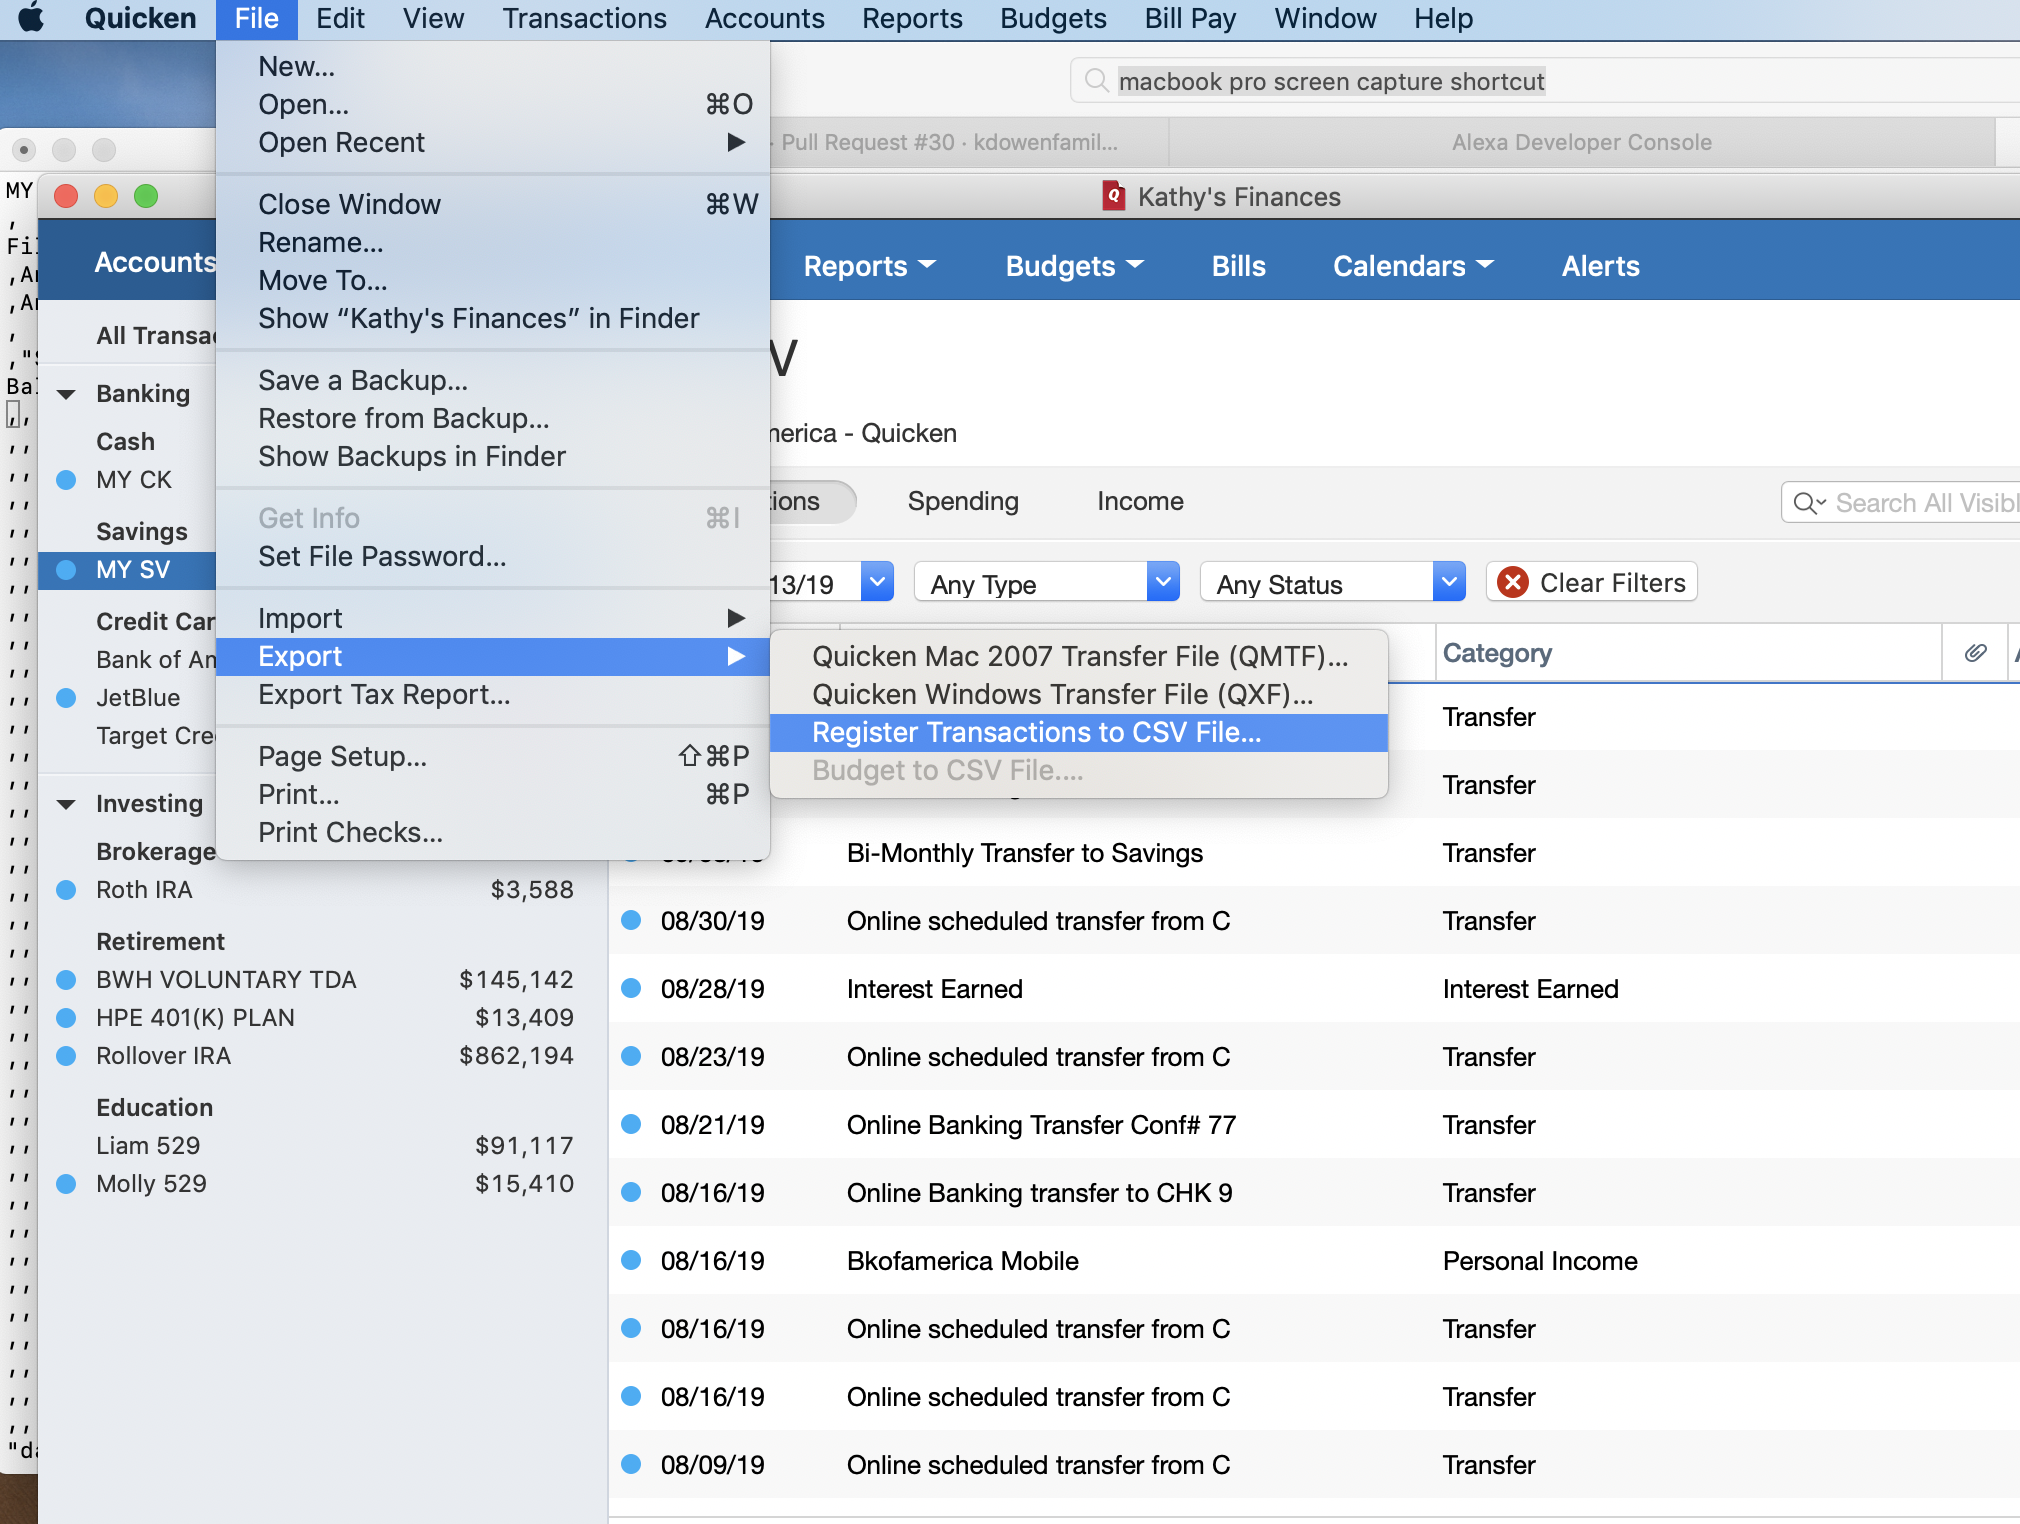 Quicken File Edit View Transactions Accounts Reports Budgets Bill Pay Window Help
macbook pro screen capture shortcut
Pull Request #30 · kdowenfamil... Alexa Developer Console
Kathy's Finances
New...
Open... ⌘O
Open Recent ▶
Close Window ⌘W
Rename...
Move To...
Show “Kathy's Finances” in Finder
Save a Backup...
Restore from Backup...
Show Backups in Finder
Get Info ⌘I
Set File Password...
Import ▶
Export ▶
Export Tax Report...
Page Setup... ⇧⌘P
Print... ⌘P
Print Checks...
Quicken Mac 2007 Transfer File (QMTF)...
Quicken Windows Transfer File (QXF)...
Register Transactions to CSV File...
Budget to CSV File....
MY
Accounts Reports Budgets Bills Calendars Alerts
All
Banking
Cash
MY CK
Savings
MY SV
Credit
Bank of
JetBlue
Target
Investing
Brokerage
Roth IRA $3,588
Retirement
BWH VOLUNTARY TDA $145,142
HPE 401(K) PLAN $13,409
Rollover IRA $862,194
Education
Liam 529 $91,117
Molly 529 $15,410
V
merica - Quicken
ions Spending Income Search All Visibl
13/19 Any Type Any Status Clear Filters
Category
Transfer
Transfer
Bi-Monthly Transfer to Savings Transfer
08/30/19 Online scheduled transfer from C Transfer
08/28/19 Interest Earned Interest Earned
08/23/19 Online scheduled transfer from C Transfer
08/21/19 Online Banking Transfer Conf# 77 Transfer
08/16/19 Online Banking transfer to CHK 9 Transfer
08/16/19 Bkofamerica Mobile Personal Income
08/16/19 Online scheduled transfer from C Transfer
08/16/19 Online scheduled transfer from C Transfer
08/09/19 Online scheduled transfer from C Transfer